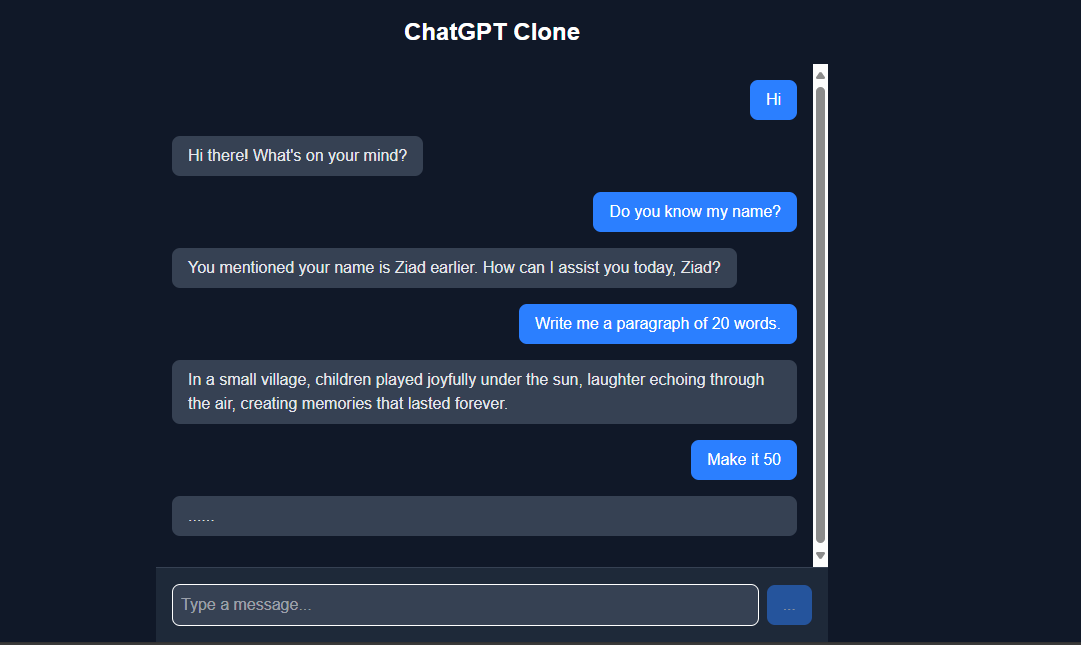 ChatGPT Clone
Hi
Hi there! What's on your mind?
Do you know my name?
You mentioned your name is Ziad earlier. How can I assist you today, Ziad?
Write me a paragraph of 20 words.
In a small village, children played joyfully under the sun, laughter echoing through
the air, creating memories that lasted forever.
Make it 50
......
Type a message...
...